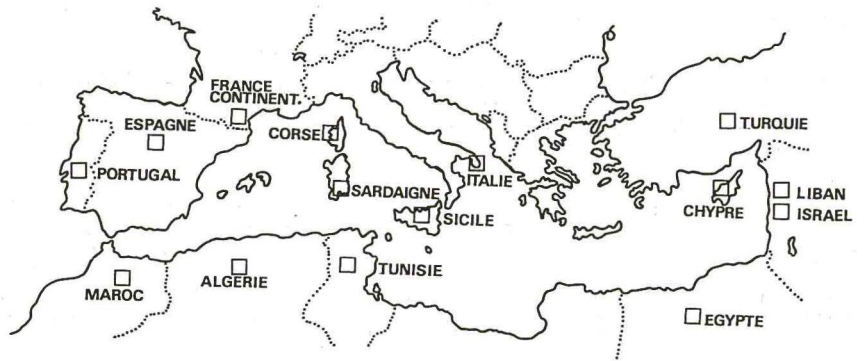 FRANCE
CONTINENT.
ESPAGNE
CORSE
TURQUIE
PORTUGAL
ITALIE
SARDAIGNE
LIBAN
CHYPRE
SICILE
ISRAEL
TUNISIE
ALGERIE
MAROC
EGYPTE